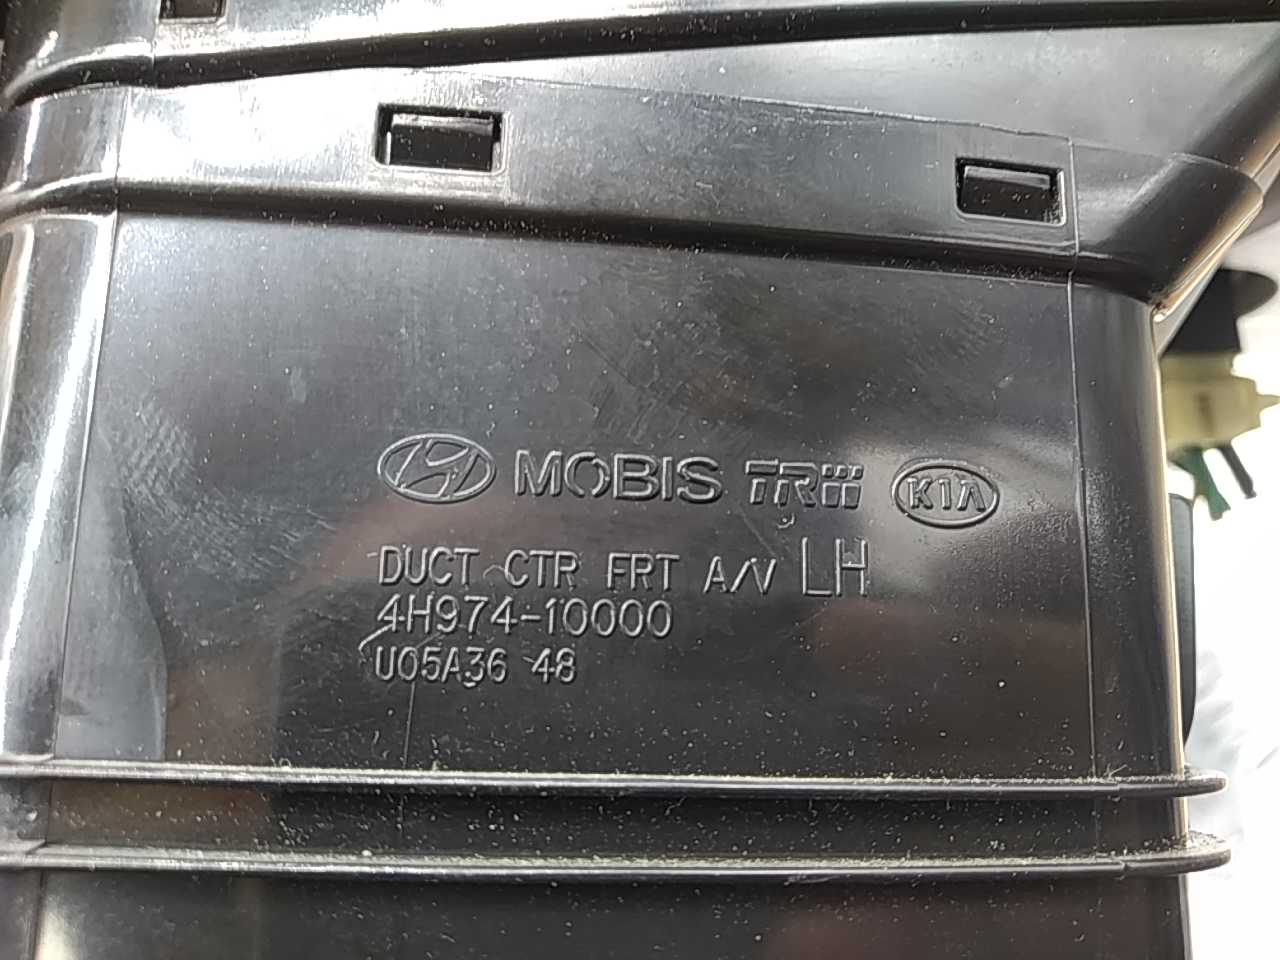 MOBIS TRW KIA
DUCT CTR FRT A/V LH
4H974-10000
U05A36 48